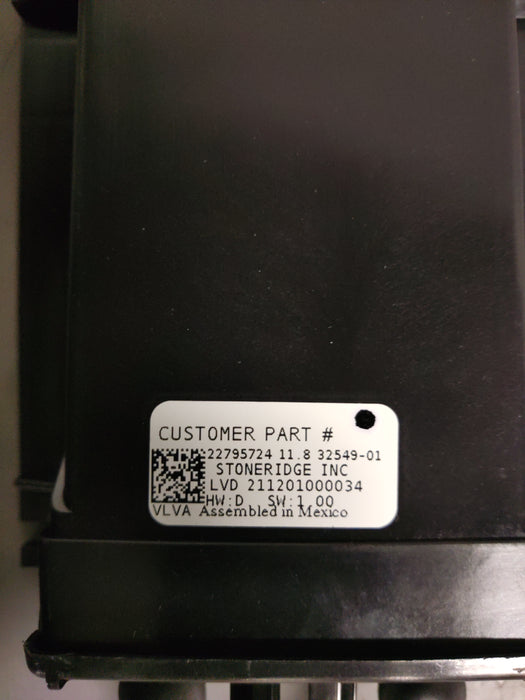 CUSTOMER PART #
22795724 11.8 32549-01
STONERIDGE INC
LVD 211201000034
HW:D SW:1.00
VLVA Assembled in Mexico